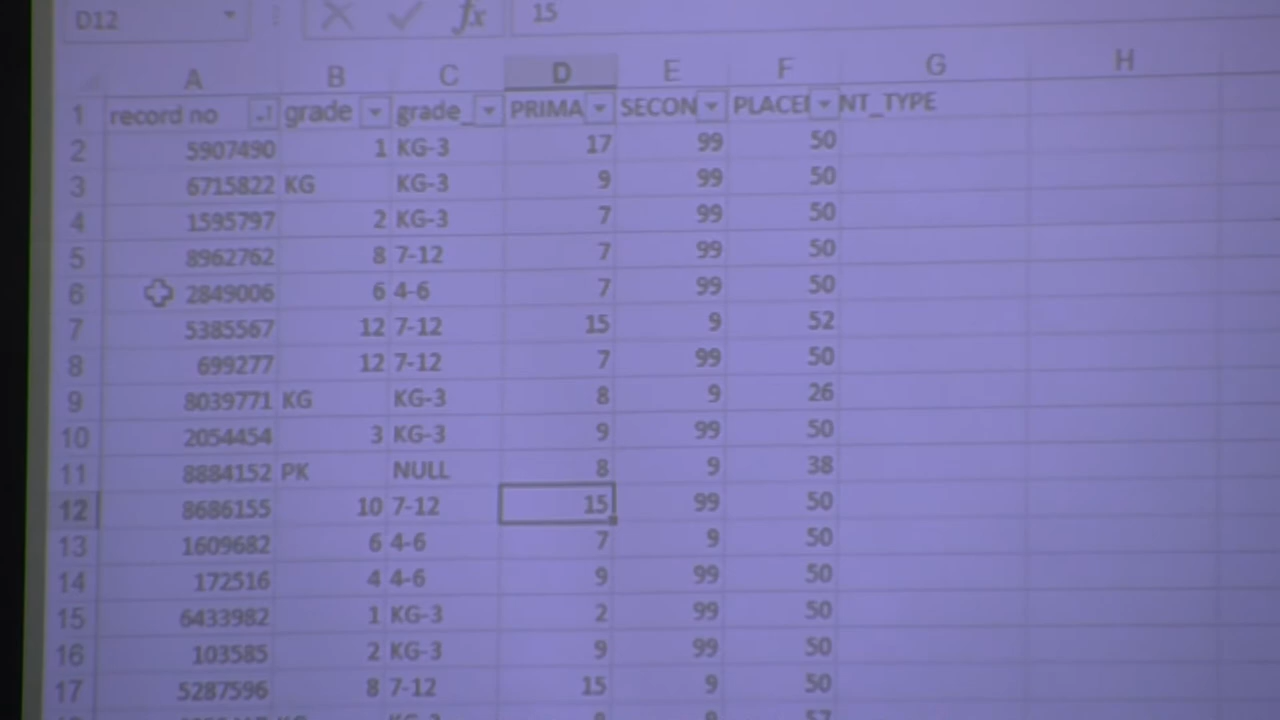 D12 fx 15
A B C D E F G H
1 record no grade grade_ PRIMA SECON PLACEI NT_TYPE
2 5907490 1 KG-3 17 99 50
3 6715822 KG KG-3 9 99 50
4 1595797 2 KG-3 7 99 50
5 8962762 8 7-12 7 99 50
6 2849006 6 4-6 7 99 50
7 5385567 12 7-12 15 9 52
8 699277 12 7-12 7 99 50
9 8039771 KG KG-3 8 9 26
10 2054454 3 KG-3 9 99 50
11 8884152 PK NULL 8 9 38
12 8686155 10 7-12 15 99 50
13 1609682 6 4-6 7 9 50
14 172516 4 4-6 9 99 50
15 6433982 1 KG-3 2 99 50
16 103585 2 KG-3 9 99 50
17 5287596 8 7-12 15 9 50